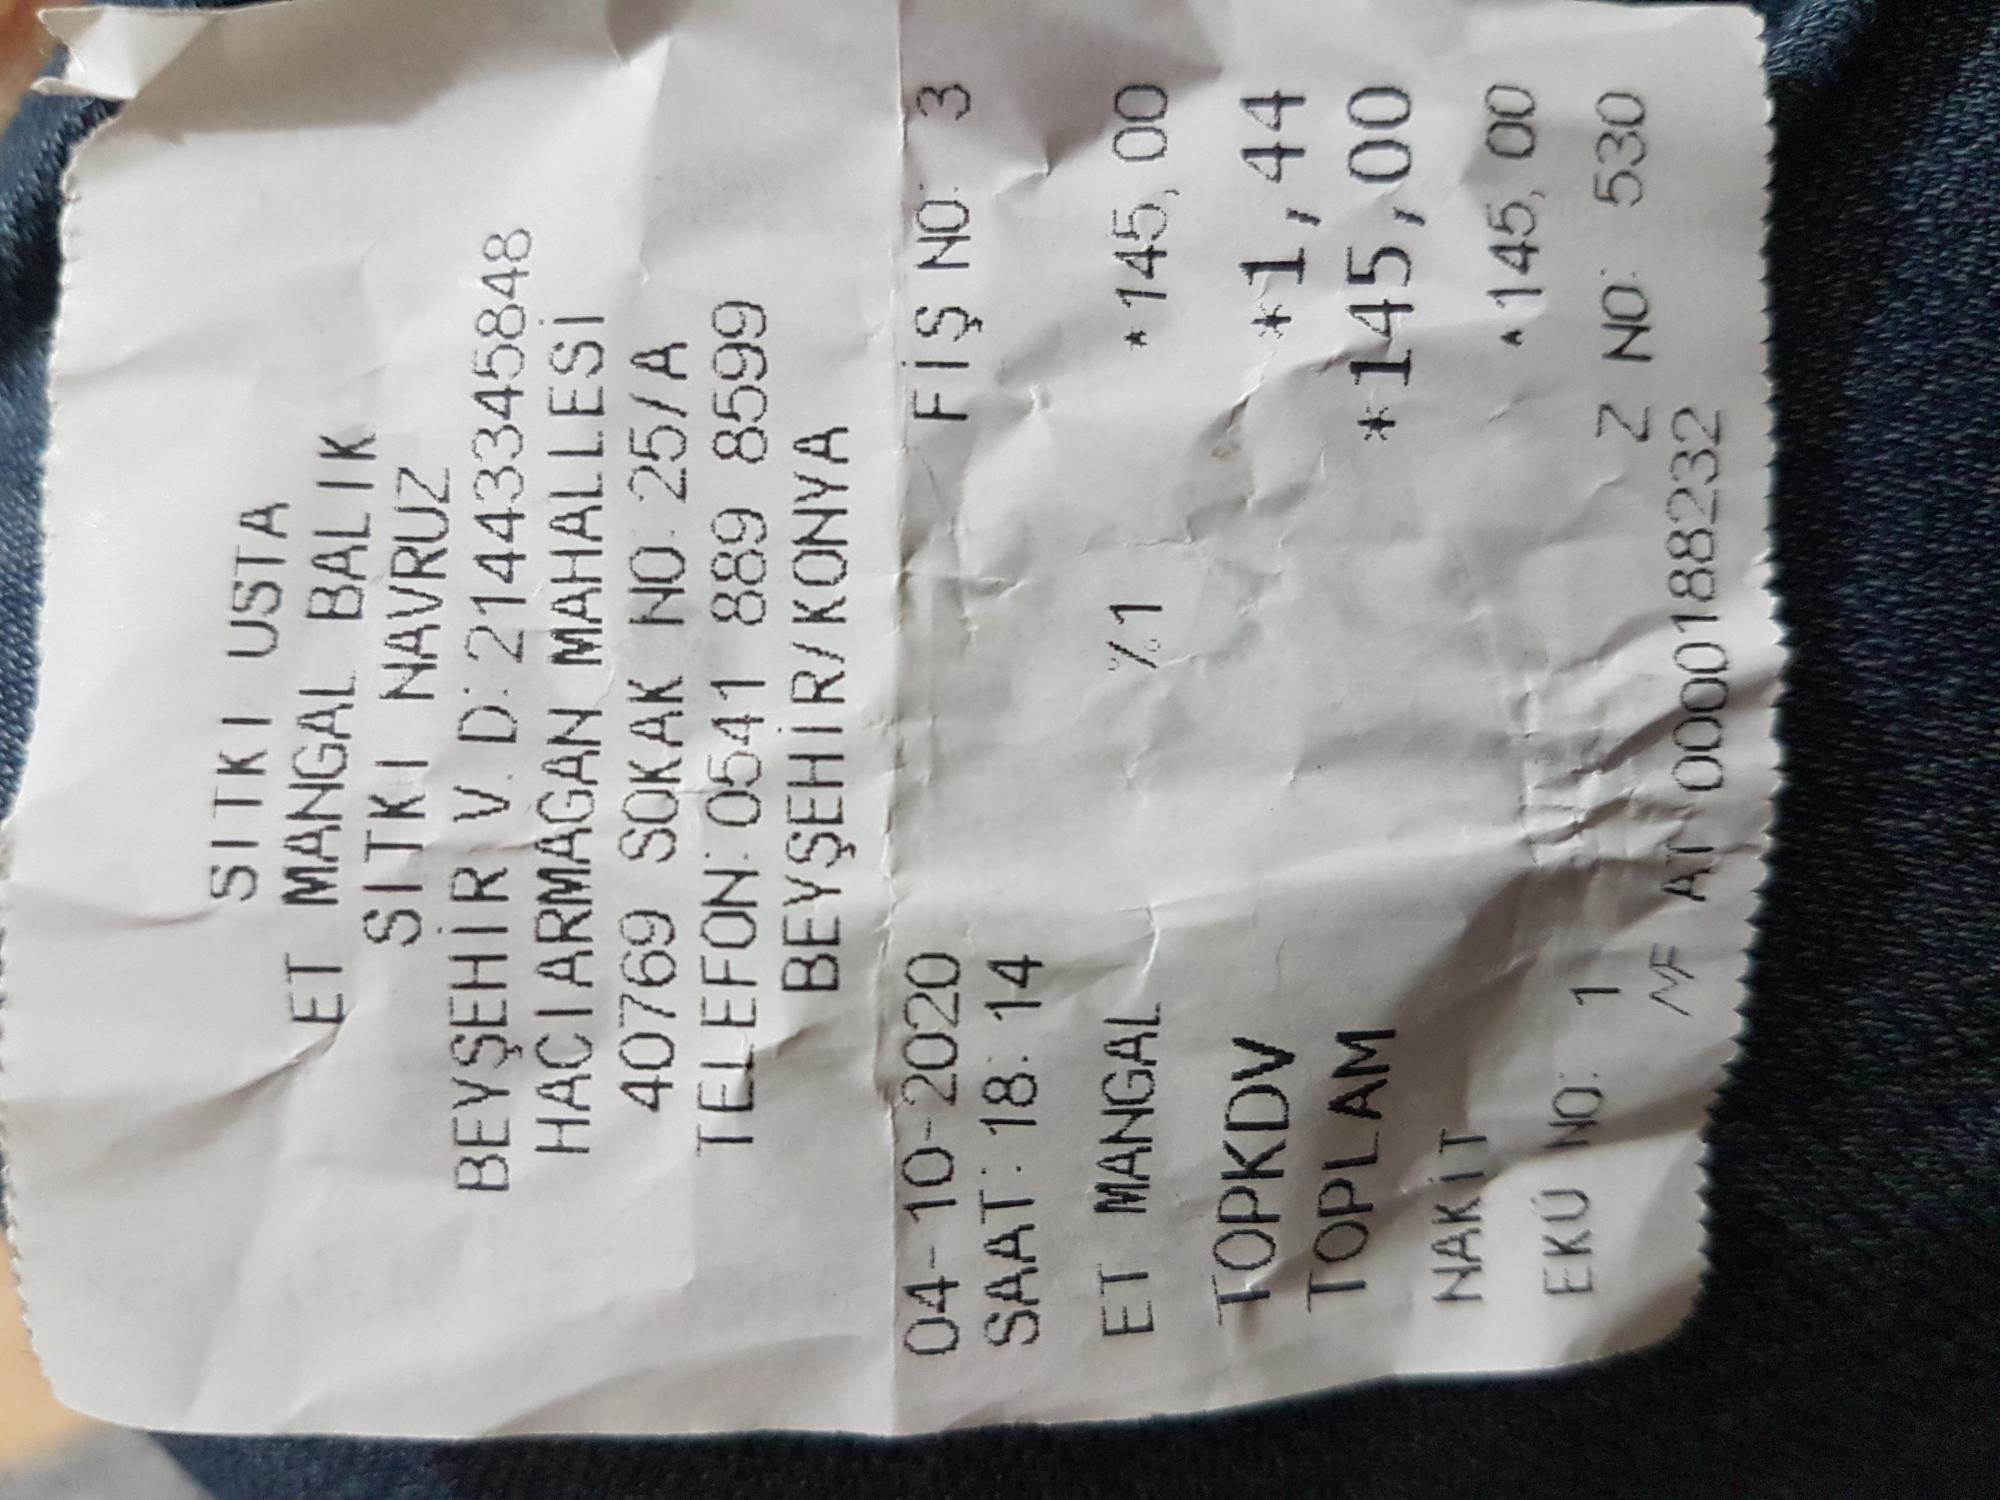 SITKI USTA
ET MANGAL BALIK
SITKI NAVRUZ
BEYŞEHİR V.D:21443345848
HACIARMAGAN MAHALLESİ
40769 SOKAK NO:25/A
TELEFON:0541 889 8599
BEYŞEHİR/KONYA
04-10-2020 FİŞ NO: 3
SAAT:18:14
ET MANGAL %1 *145,00
TOPKDV *1,44
TOPLAM *145,00
NAKİT *145,00
EKÜ NO: 1 Z NO: 530
MF AT 0000188232